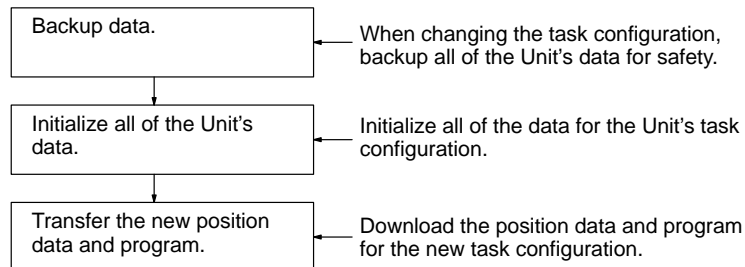 Backup data.
When changing the task configuration,
backup all of the Unit's data for safety.
Initialize all of the Unit's
data.
Initialize all of the data for the Unit's task
configuration.
Transfer the new position
data and program.
Download the position data and program
for the new task configuration.